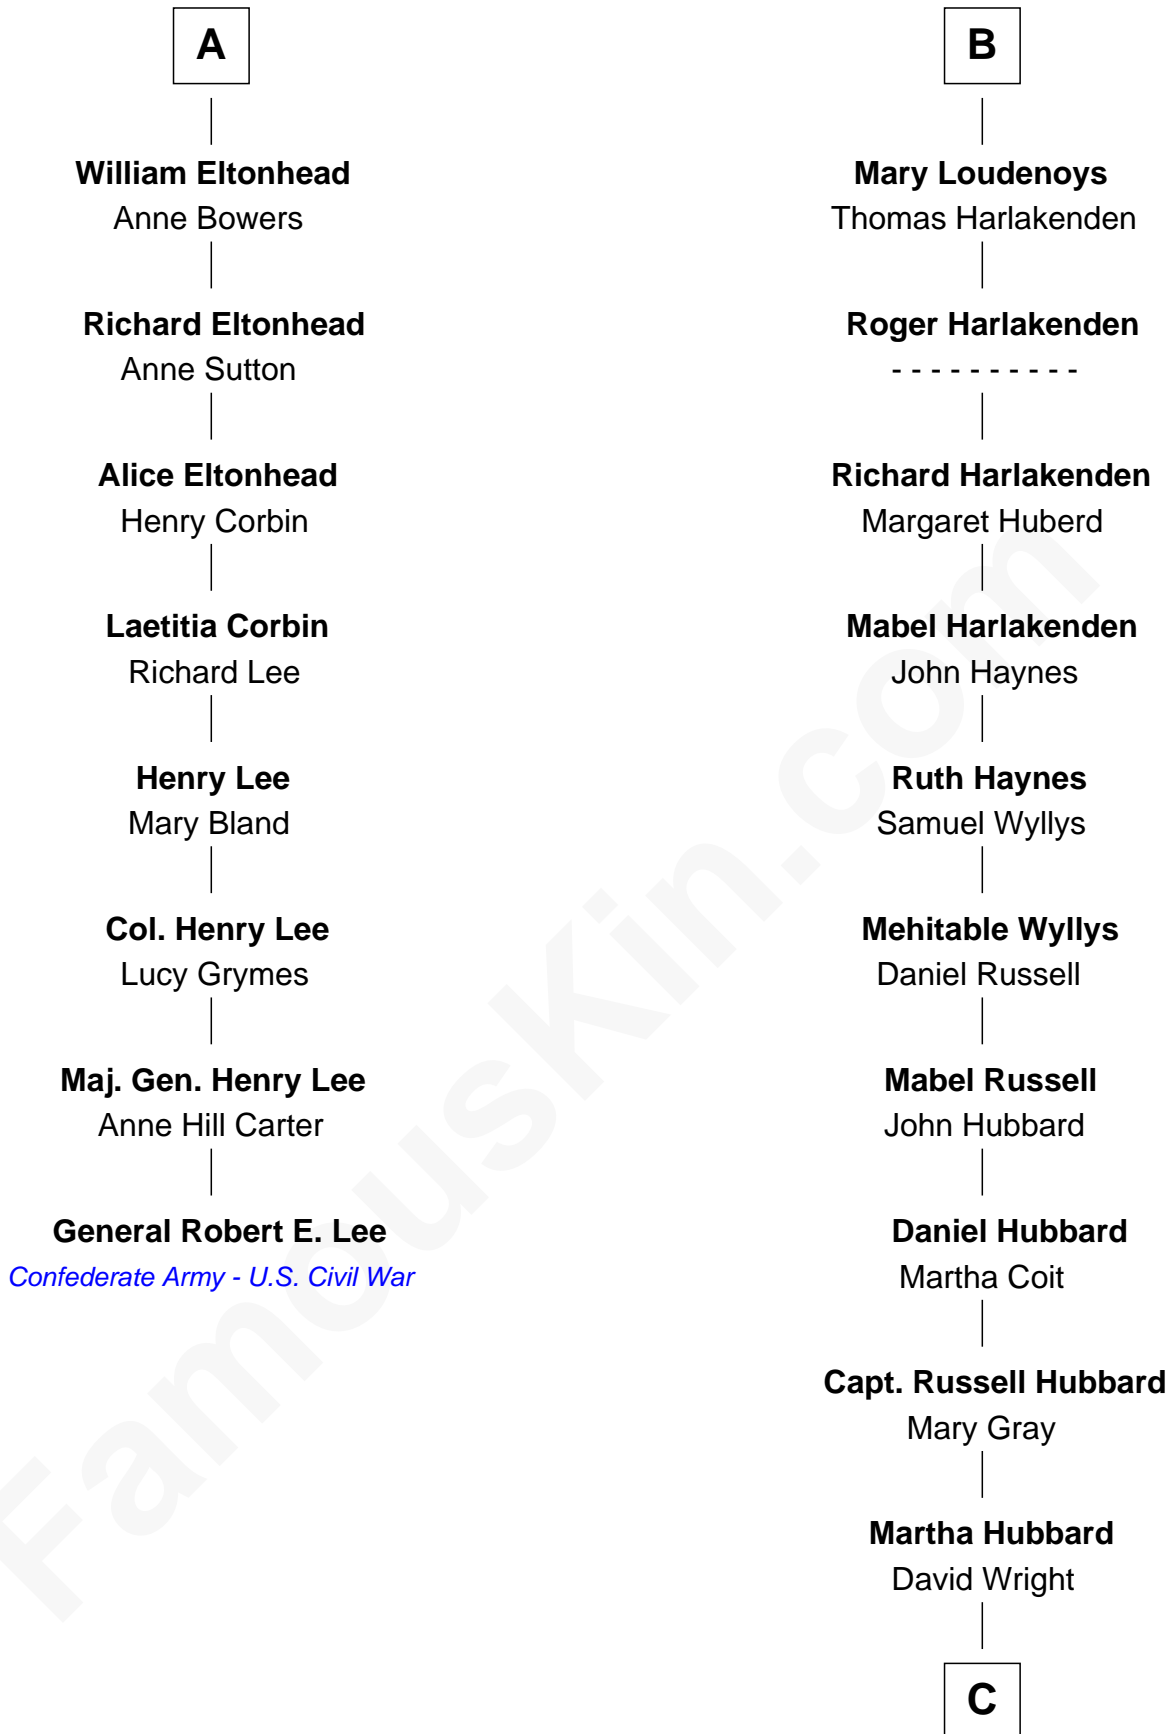 A
William Eltonhead
Anne Bowers
Richard Eltonhead
Anne Sutton
Alice Eltonhead
Henry Corbin
Laetitia Corbin
Richard Lee
Henry Lee
Mary Bland
Col. Henry Lee
Lucy Grymes
Maj. Gen. Henry Lee
Anne Hill Carter
General Robert E. Lee
Confederate Army - U.S. Civil War
B
Mary Loudenoys
Thomas Harlakenden
Roger Harlakenden
- - - - - - - - - -
Richard Harlakenden
Margaret Huberd
Mabel Harlakenden
John Haynes
Ruth Haynes
Samuel Wyllys
Mehitable Wyllys
Daniel Russell
Mabel Russell
John Hubbard
Daniel Hubbard
Martha Coit
Capt. Russell Hubbard
Mary Gray
Martha Hubbard
David Wright
C
FamousKin.com